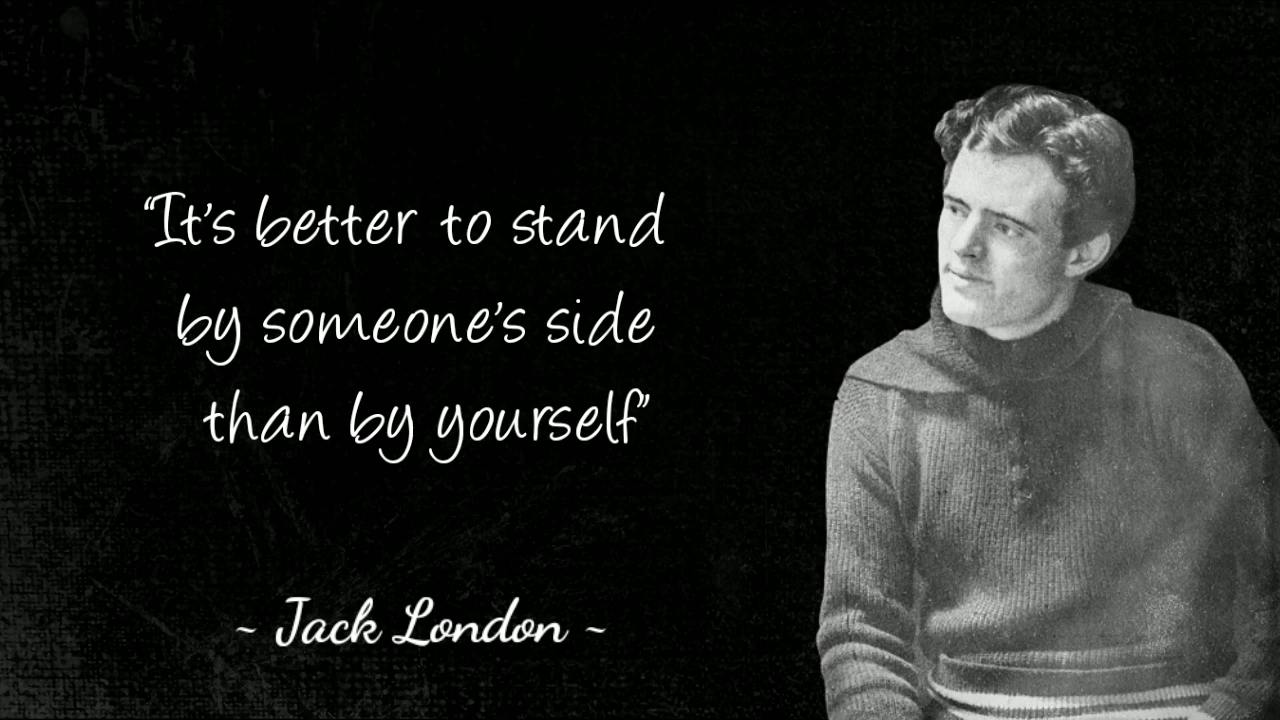 “It’s better to stand
by someone’s side
than by yourself”
~ Jack London ~